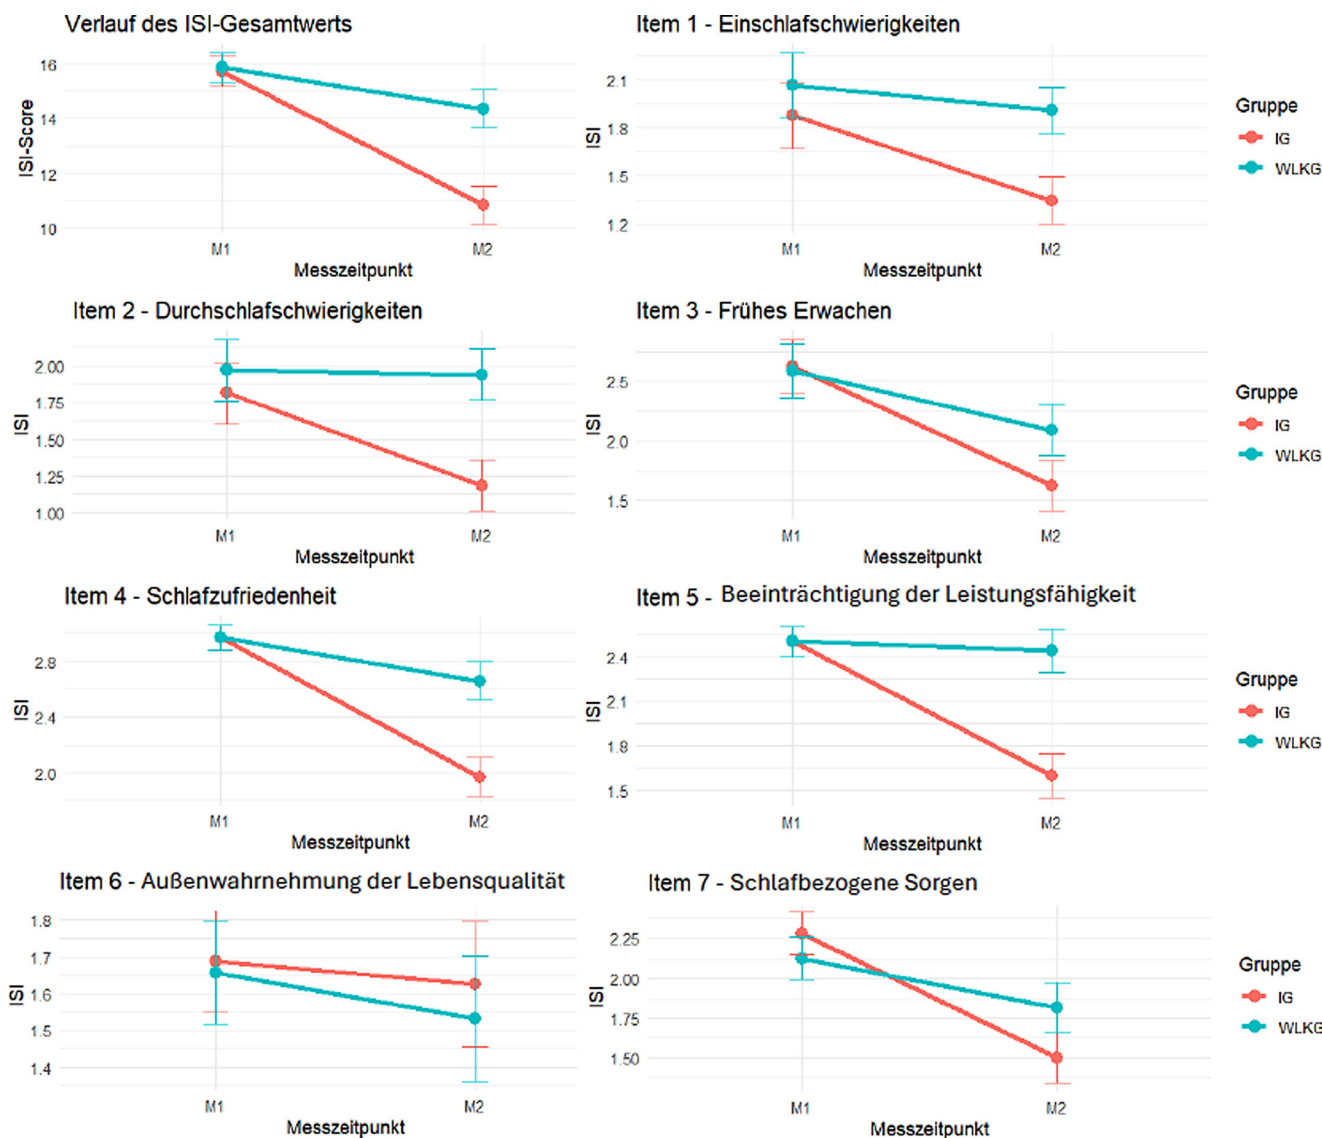 Verlauf des ISI-Gesamtwerts
ISI-Score
16
14
12
10
M1
M2
Messzeitpunkt
Item 1 - Einschlafschwierigkeiten
ISI
2.1
1.8
1.5
1.2
M1
M2
Messzeitpunkt
Gruppe
IG
WLKG
Item 2 - Durchschlafschwierigkeiten
ISI
2.00
1.75
1.50
1.25
1.00
M1
M2
Messzeitpunkt
Item 3 - Frühes Erwachen
ISI
2.5
2.0
1.5
M1
M2
Messzeitpunkt
Gruppe
IG
WLKG
Item 4 - Schlafzufriedenheit
ISI
2.8
2.4
2.0
M1
M2
Messzeitpunkt
Item 5 - Beeinträchtigung der Leistungsfähigkeit
ISI
2.4
2.1
1.8
1.5
M1
M2
Messzeitpunkt
Gruppe
IG
WLKG
Item 6 - Außenwahrnehmung der Lebensqualität
ISI
1.8
1.7
1.6
1.5
1.4
M1
M2
Messzeitpunkt
Item 7 - Schlafbezogene Sorgen
ISI
2.25
2.00
1.75
1.50
M1
M2
Messzeitpunkt
Gruppe
IG
WLKG